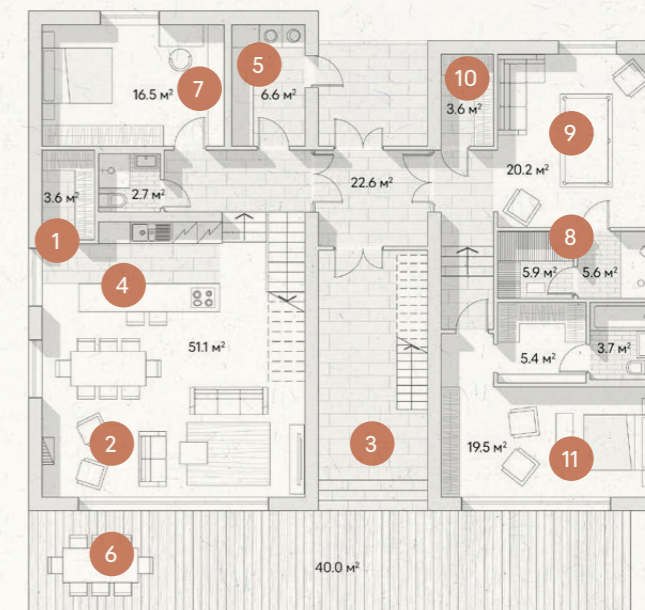 7
16.5 м²
5
6.6 м²
10
3.6 м²
9
20.2 м²
3.6 м²
2.7 м²
22.6 м²
1
8
5.9 м²
5.6 м²
4
51.1 м²
5.4 м²
3.7 м²
2
3
19.5 м²
11
6
40.0 м²